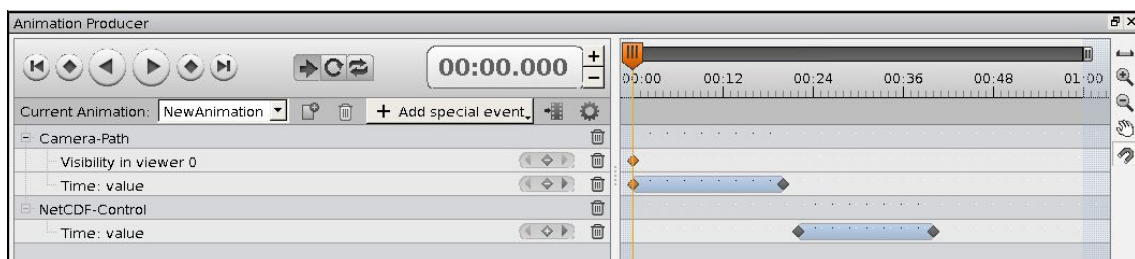 Animation Producer
00:00.000
+
−
00:00 00:12 00:24 00:36 00:48 01:00
Current Animation: NewAnimation + Add special event
Camera-Path
Visibility in viewer 0
Time: value
NetCDF-Control
Time: value